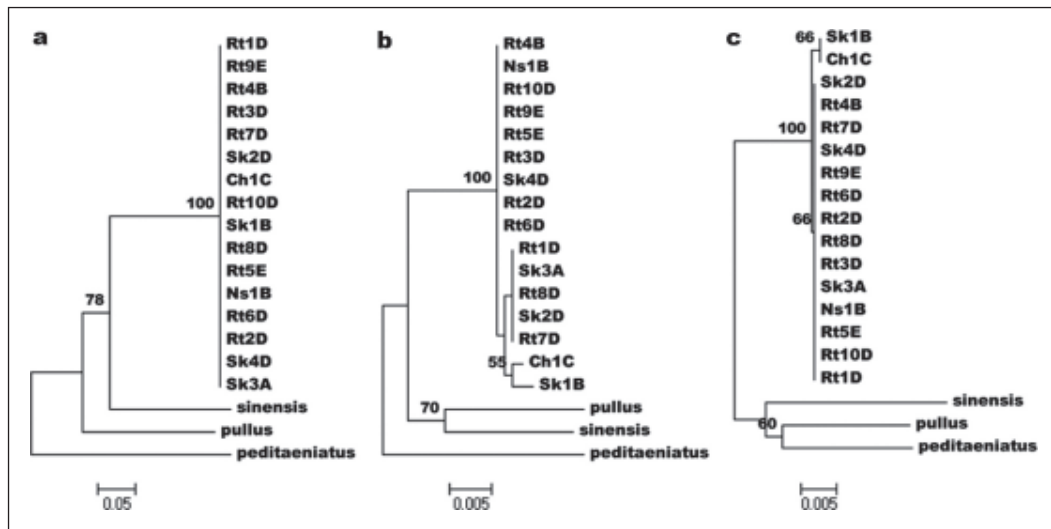 a
Rt1D
Rt9E
Rt4B
Rt3D
Rt7D
Sk2D
Ch1C
100
Rt10D
Sk1B
Rt8D
Rt5E
Ns1B
78
Rt6D
Rt2D
Sk4D
Sk3A
sinensis
pullus
peditaeniatus
0.05
b
Rt4B
Ns1B
Rt10D
Rt9E
Rt5E
Rt3D
100
Sk4D
Rt2D
Rt6D
Rt1D
Sk3A
Rt8D
Sk2D
Rt7D
55
Ch1C
Sk1B
70
pullus
sinensis
peditaeniatus
0.005
c
66
Sk1B
Ch1C
Sk2D
Rt4B
100
Rt7D
Sk4D
Rt9E
Rt6D
66
Rt2D
Rt8D
Rt3D
Sk3A
Ns1B
Rt5E
Rt10D
Rt1D
sinensis
60
pullus
peditaeniatus
0.005